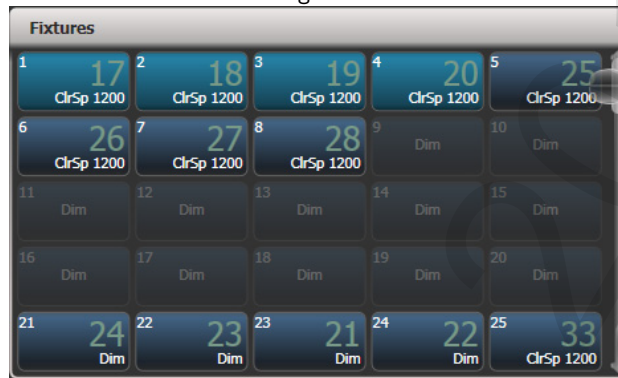 Fixtures
1 17 ClrSp 1200
2 18 ClrSp 1200
3 19 ClrSp 1200
4 20 ClrSp 1200
5 25 ClrSp 1200
6 26 ClrSp 1200
7 27 ClrSp 1200
8 28 ClrSp 1200
9 Dim
10 Dim
11 Dim
12 Dim
13 Dim
14 Dim
15 Dim
16 Dim
17 Dim
18 Dim
19 Dim
20 Dim
21 24 Dim
22 23 Dim
23 21 Dim
24 22 Dim
25 33 ClrSp 1200